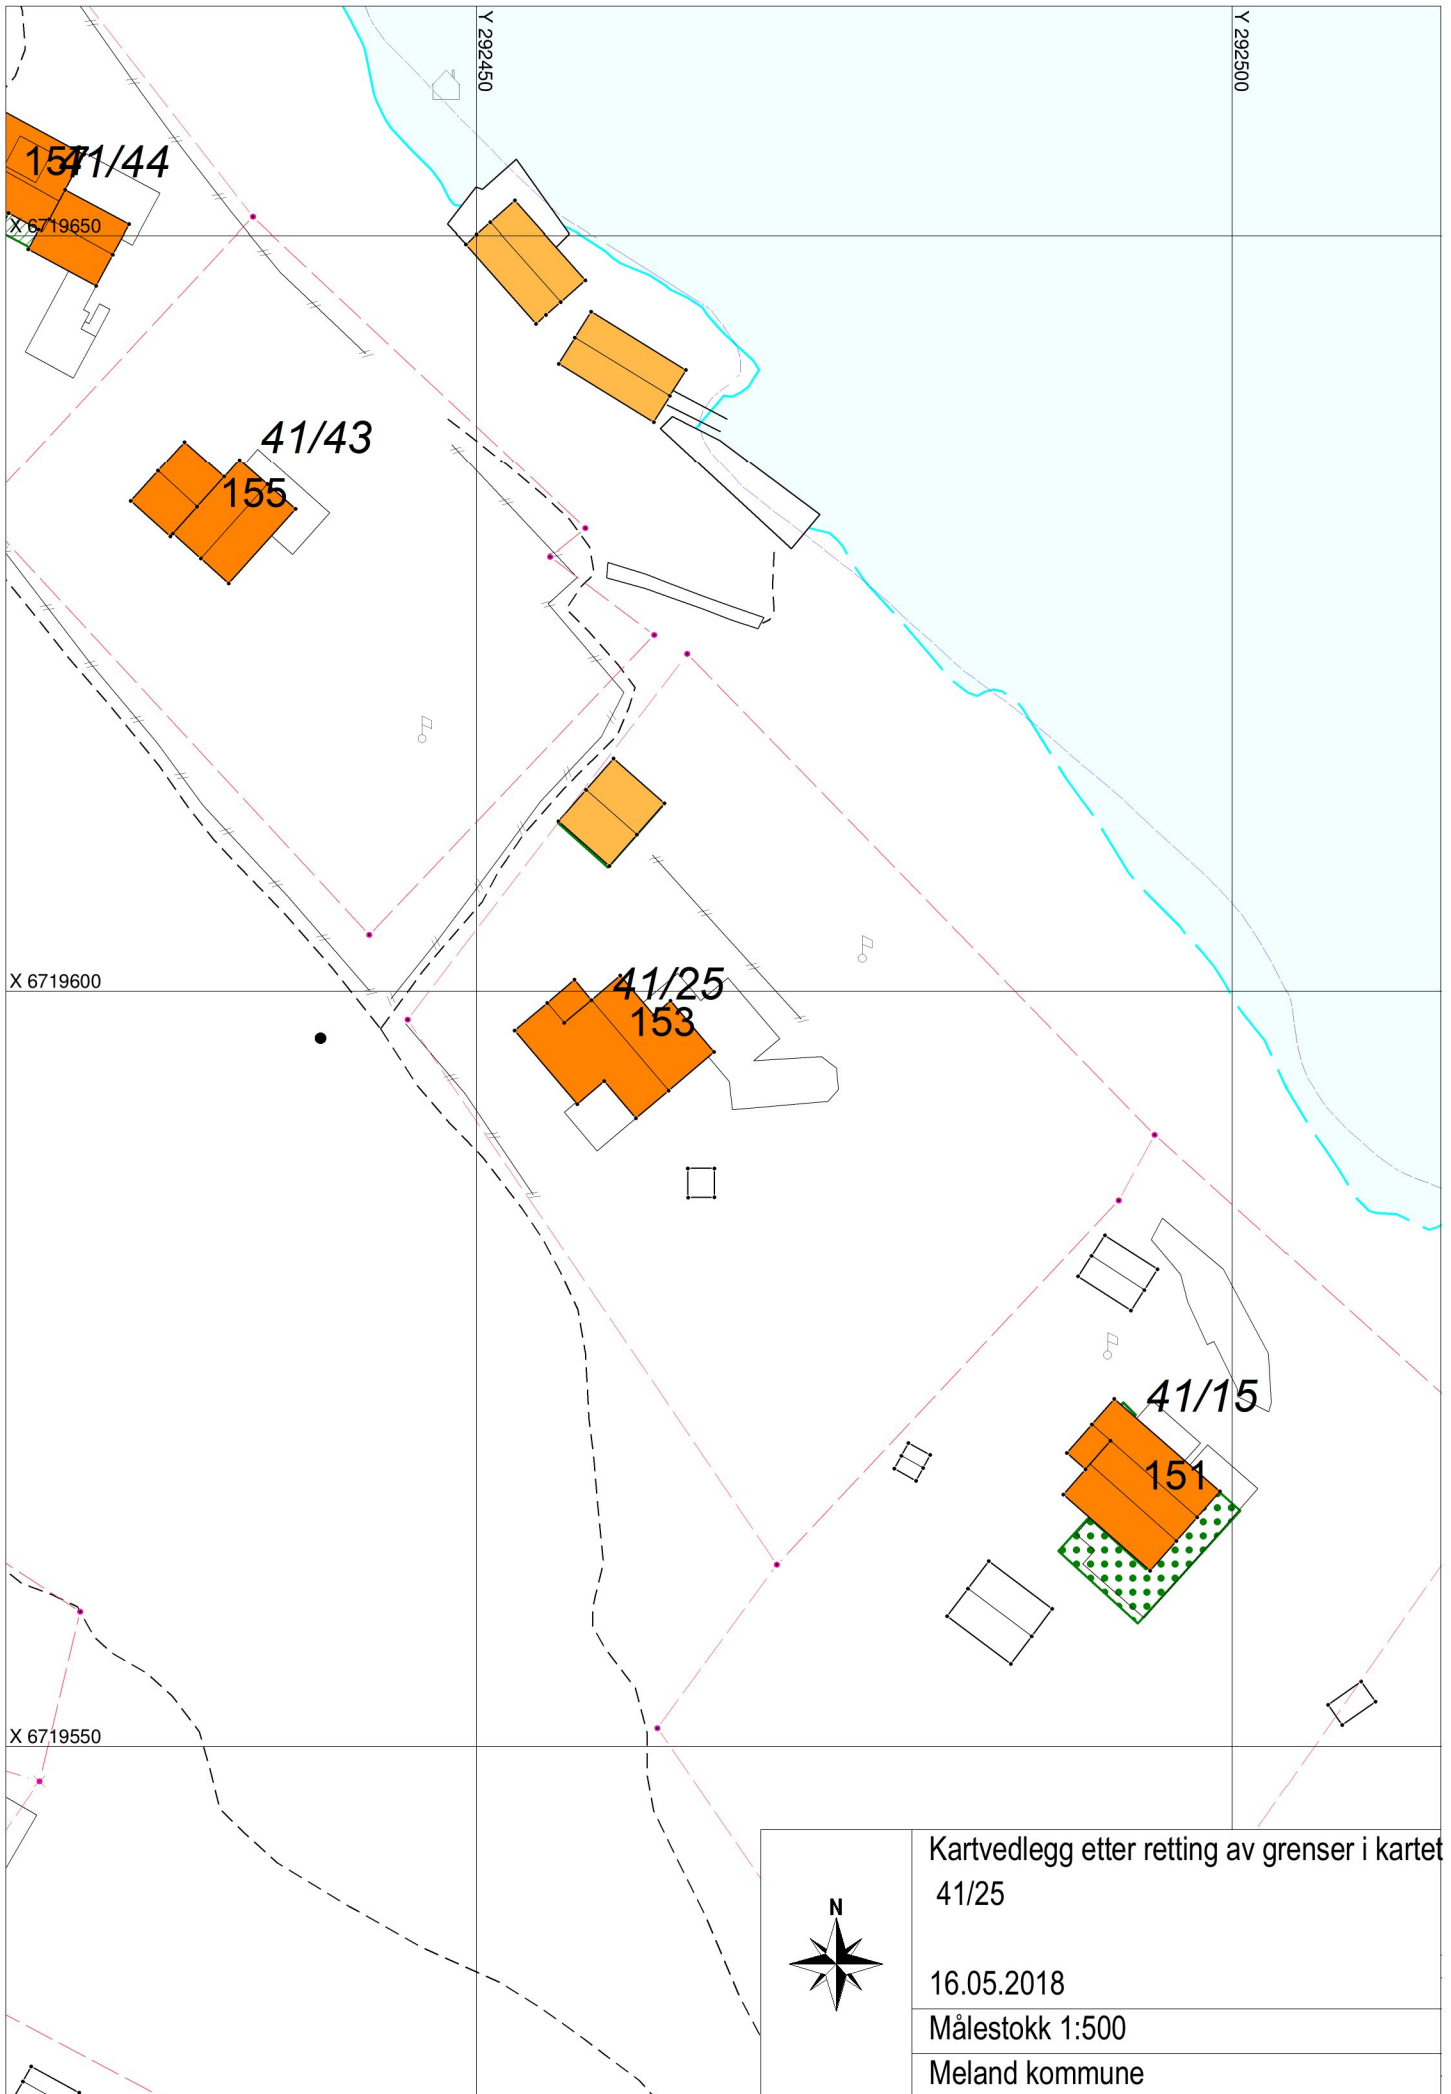 Y 292450
Y 292500
157
41/44
X 6719650
41/43
155
X 6719600
41/25
153
41/15
151
X 6719550
Kartvedlegg etter retting av grenser i kartet
41/25
N
16.05.2018
Målestokk 1:500
Meland kommune